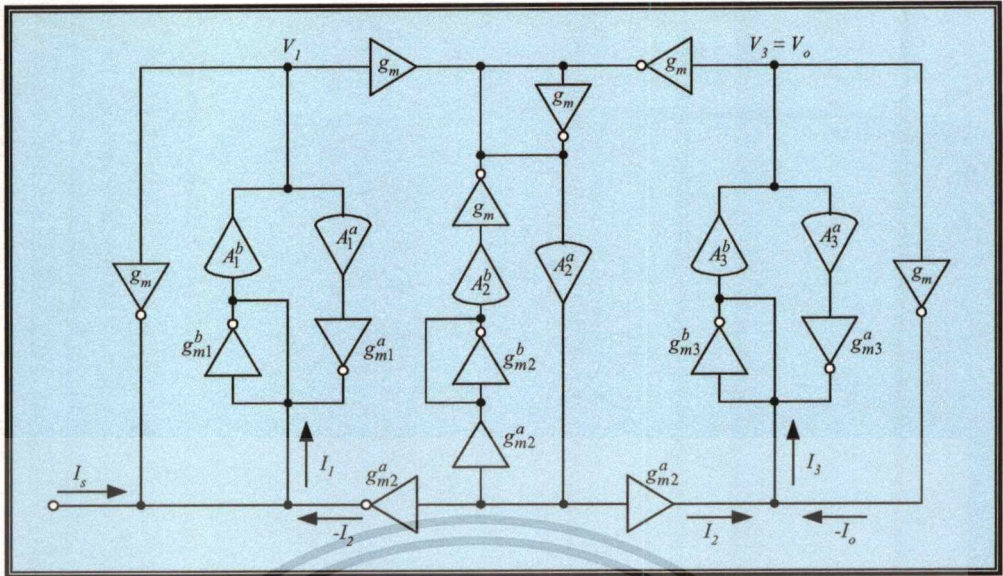 V₁
gₘ
gₘ
V₃ = Vₒ
gₘ
gₘ
gₘ
A₁ᵇ
A₁ᵃ
A₂ᵇ
A₂ᵃ
A₃ᵇ
A₃ᵃ
gₘ
gₘ
gₘ₁ᵇ
gₘ₁ᵃ
gₘ₂ᵇ
gₘ₃ᵇ
gₘ₃ᵃ
gₘ₂ᵃ
Iₛ
I₁
gₘ₂ᵃ
-I₂
gₘ₂ᵃ
I₂
I₃
-Iₒ